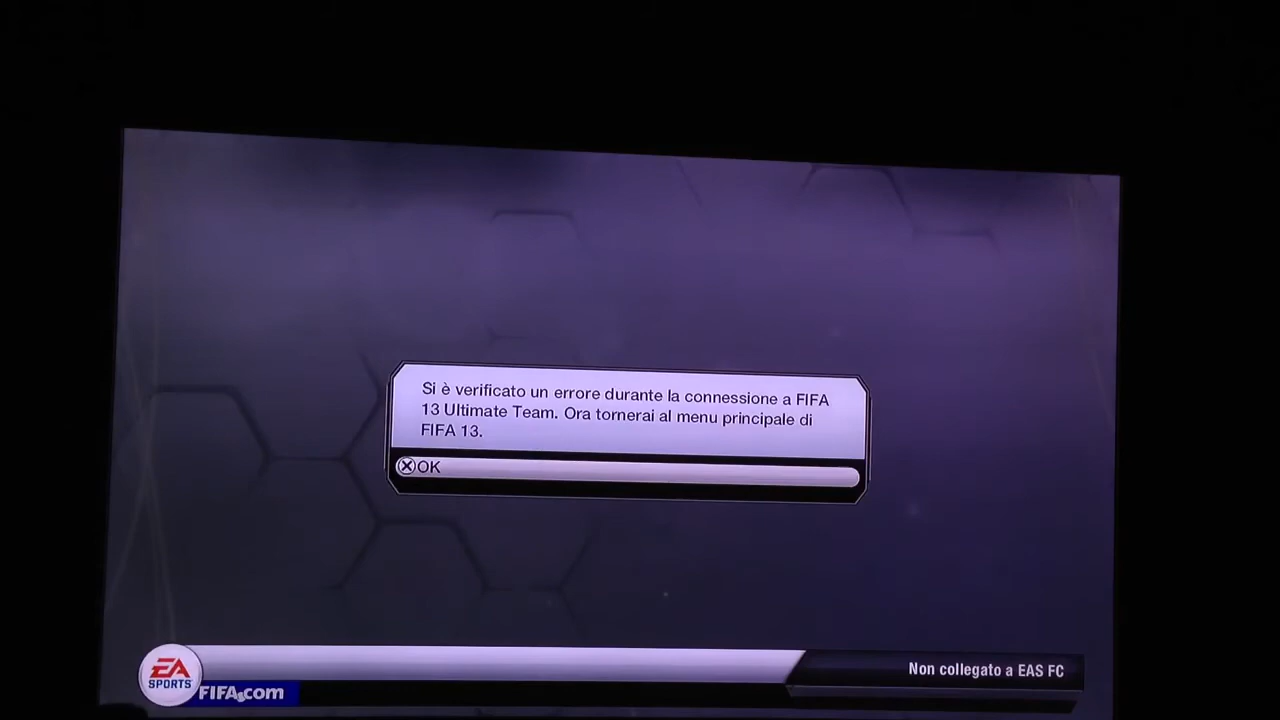 Si è verificato un errore durante la connessione a FIFA
13 Ultimate Team. Ora tornerai al menu principale di
FIFA 13.
OK
Non collegato a EAS FC
EA
SPORTS
FIFA.com